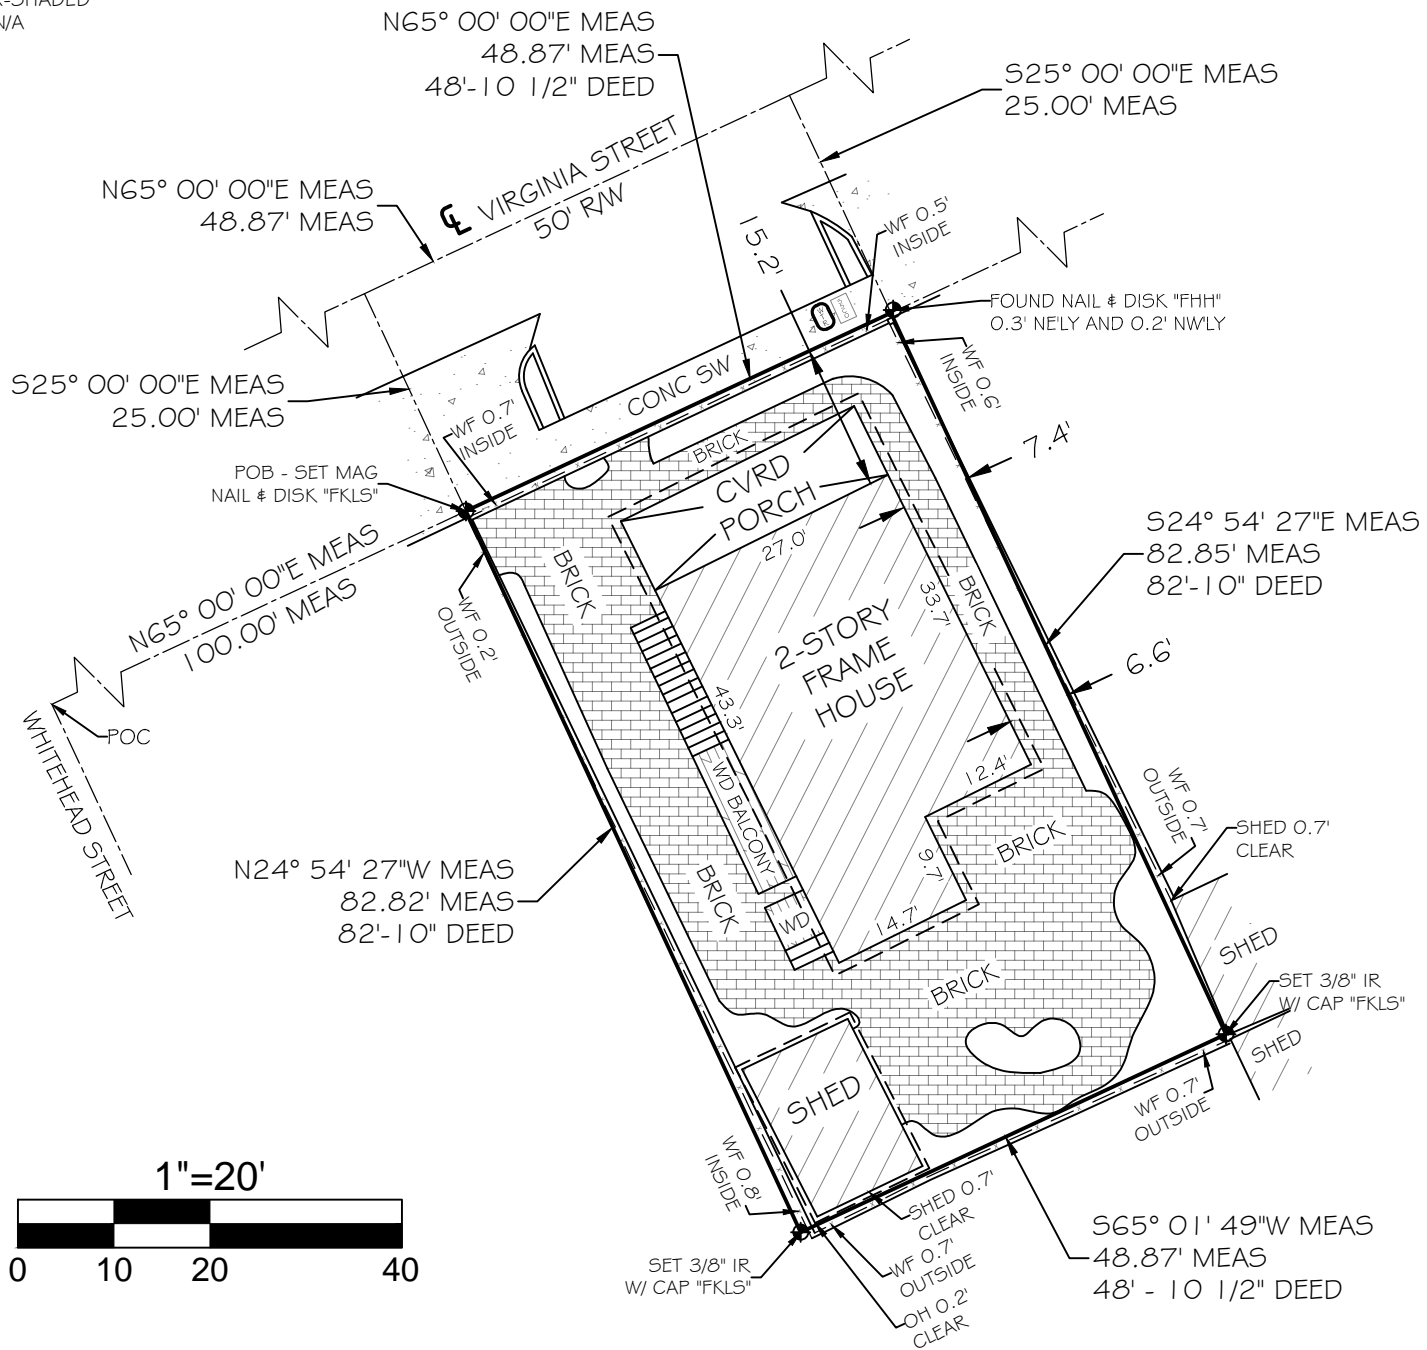 N/A
N65° 00' 00"E MEAS
48.87' MEAS
48'-10 1/2" DEED
S25° 00' 00"E MEAS
25.00' MEAS
N65° 00' 00"E MEAS
48.87' MEAS
CL VIRGINIA STREET
50' R/W
15.2'
WF 0.5'
INSIDE
FOUND NAIL & DISK "FHH"
0.3' NE'LY AND 0.2' NW'LY
WF 0.6'
INSIDE
S25° 00' 00"E MEAS
25.00' MEAS
CONC SW
WF 0.7'
INSIDE
POB - SET MAG
NAIL & DISK "FKLS"
BRICK
CVRD
PORCH
27.0'
7.4'
S24° 54' 27"E MEAS
82.85' MEAS
82'-10" DEED
N65° 00' 00"E MEAS
100.00' MEAS
WF 0.2'
OUTSIDE
BRICK
BRICK
33.7'
2-STORY
FRAME
HOUSE
6.6'
43.3'
POC
WHITEHEAD STREET
WD BALCONY
12.4'
BRICK
9.7'
14.7'
WD
BRICK
BRICK
WF 0.7'
OUTSIDE
SHED 0.7'
CLEAR
SHED
SET 3/8" IR
W/ CAP "FKLS"
SHED
N24° 54' 27"W MEAS
82.82' MEAS
82'-10" DEED
SHED
WF 0.7'
OUTSIDE
WF 0.8'
INSIDE
SHED 0.7'
CLEAR
WF 0.7'
OUTSIDE
OH 0.2'
CLEAR
SET 3/8" IR
W/ CAP "FKLS"
S65° 01' 49"W MEAS
48.87' MEAS
48' - 10 1/2" DEED
1"=20'
0 10 20 40